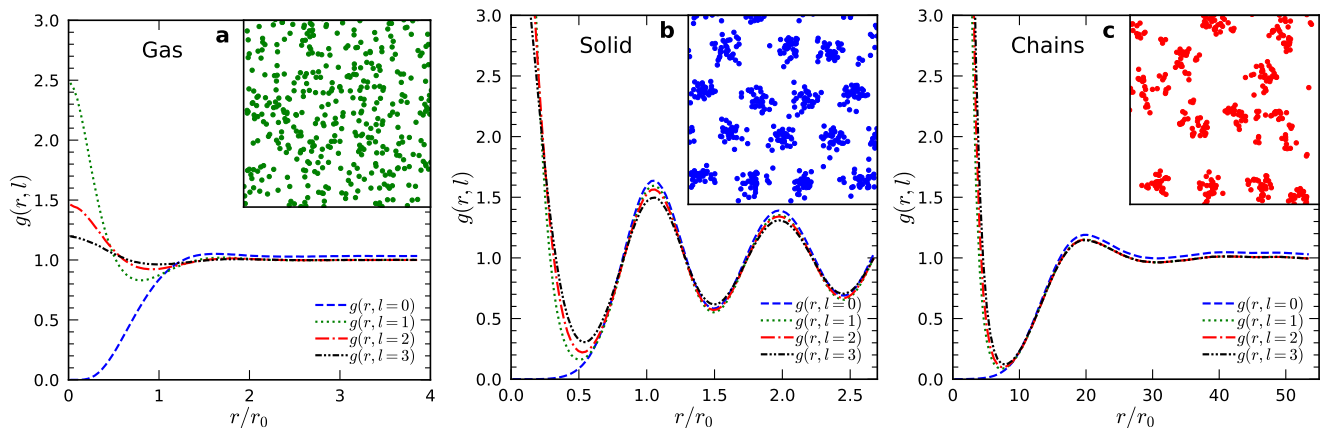 Gas
a
g(r, l)
3.0
2.5
2.0
1.5
1.0
0.5
0.0
g(r, l = 0)
g(r, l = 1)
g(r, l = 2)
g(r, l = 3)
0
1
2
3
4
r/r₀
Solid
b
g(r, l)
3.0
2.5
2.0
1.5
1.0
0.5
0.0
g(r, l = 0)
g(r, l = 1)
g(r, l = 2)
g(r, l = 3)
0.0
0.5
1.0
1.5
2.0
2.5
r/r₀
Chains
c
g(r, l)
3.0
2.5
2.0
1.5
1.0
0.5
0.0
g(r, l = 0)
g(r, l = 1)
g(r, l = 2)
g(r, l = 3)
0
10
20
30
40
50
r/r₀